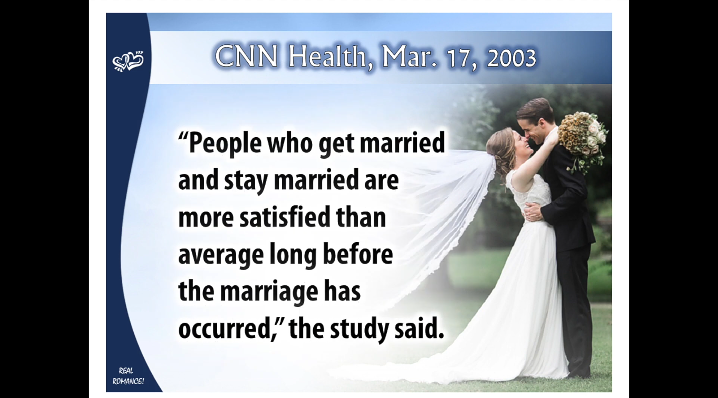 CNN Health, Mar. 17, 2003
“People who get married
and stay married are
more satisfied than
average long before
the marriage has
occurred,” the study said.
REAL
ROMANCE!